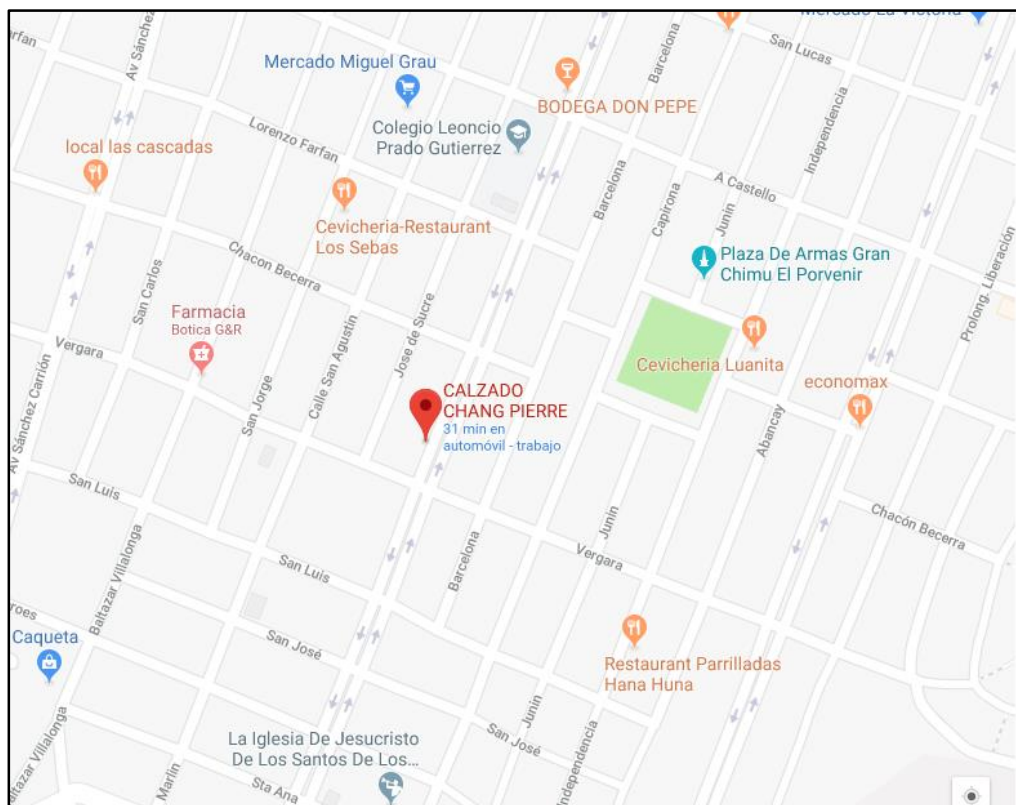 Mercado La Victoria
Farfan
Av Sánchez
San Lucas
Barcelona
Mercado Miguel Grau
BODEGA DON PEPE
Colegio Leoncio
Prado Gutierrez
Independencia
Lorenzo Farfan
local las cascadas
Barcelona
A Castello
Capirona
Junin
Cevicheria-Restaurant
Los Sebas
Plaza De Armas Gran
Chimu El Porvenir
Prolong. Liberación
Chacon Becerra
San Carlos
Jose de Sucre
Farmacia
Botica G&R
Calle San Agustín
Vergara
Cevicheria Luanita
economax
CALZADO
CHANG PIERRE
31 min en
automóvil - trabajo
San Jorge
Av Sánchez Carrión
Abancay
San Luis
Chacón Becerra
Junin
Vergara
Barcelona
San Luis
Baltazar Villalonga
roes
Caqueta
San José
Restaurant Parrilladas
Hana Huna
Baltazar Villalonga
Junin
Independencia
San José
La Iglesia De Jesucristo
De Los Santos De Los...
Marlin
Sta Ana